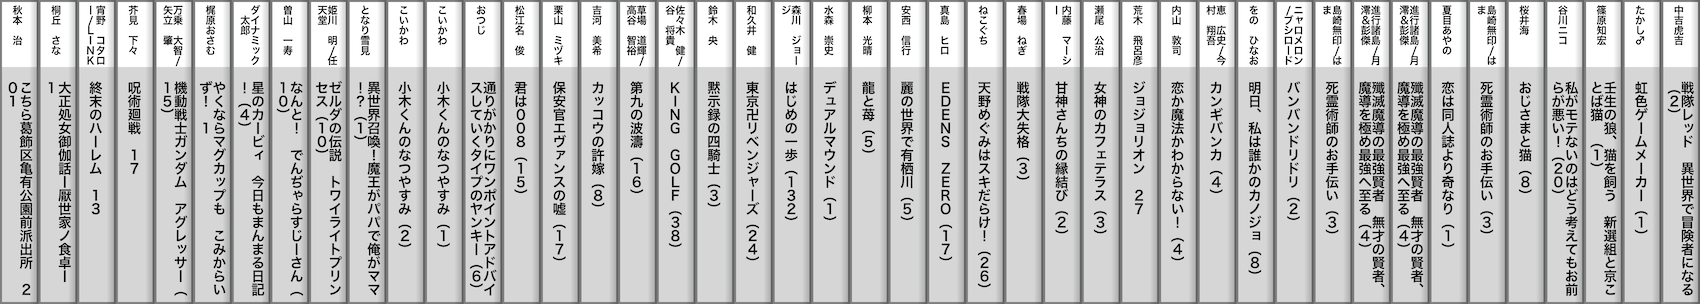 中吉虎吉
戦隊レッド　異世界で冒険者になる
（２）
たかし♂
虹色ゲームメーカー（１）
篠原知宏
壬生の狼、猫を飼う　新選組と京こ
とば猫　（１）
谷川ニコ
私がモテないのはどう考えてもお前
らが悪い！（２０）
桜井海
おじさまと猫（８）
島崎無印／は
ま
死霊術師のお手伝い（３）
夏目あやの
恋は同人誌より奇なり（１）
進行諸島／月
澪＆彭傑
殲滅魔導の最強賢者　無才の賢者、
魔導を極め最強へ至る（４）
進行諸島／月
澪＆彭傑
殲滅魔導の最強賢者　無才の賢者、
魔導を極め最強へ至る（４）
島崎無印／は
ま
死霊術師のお手伝い（３）
ニャロメロン
／ブシロード
バンバンドリドリ（２）
をの　ひなお
明日、私は誰かのカノジョ（８）
恵　広史／今
村　翔吾
カンギバンカ（４）
内山　敦司
恋か魔法かわからない！（４）
荒木　飛呂彦
ジョジョリオン　２７
瀬尾　公治
女神のカフェテラス（３）
内藤　マーシ
ー
甘神さんちの縁結び（２）
春場　ねぎ
戦隊大失格（３）
ねこぐち
天野めぐみはスキだらけ！（２６）
真島　ヒロ
ＥＤＥＮＳ　ＺＥＲＯ（１７）
安西　信行
麗の世界で有栖川（５）
柳本　光晴
龍と苺（５）
水森　崇史
デュアルマウンド（１）
森川　ジョー
ジ
はじめの一歩（１３２）
和久井　健
東京卍リベンジャーズ（２４）
鈴木　央
黙示録の四騎士（３）
佐々木　健／
谷　将貴
ＫＩＮＧ　ＧＯＬＦ（３８）
草場　道輝／
高谷　智裕
第九の波濤（１６）
吉河　美希
カッコウの許嫁（８）
栗山　ミヅキ
保安官エヴァンスの嘘（１７）
松江名　俊
君は００８（１５）
おつじ
通りがかりにワンポイントアドバイ
スしていくタイプのヤンキー（６）
こいかわ
小木くんのなつやすみ（１）
こいかわ
小木くんのなつやすみ（２）
となり雪見
異世界召喚！魔王がパパで俺がママ
！？（１）
姫川　明／任
天堂
ゼルダの伝説　トワイライトプリン
セス（１０）
曽山　一寿
なんと！　でんぢゃらすじーさん（
１０）
ダイナミック
太郎
星のカービィ　今日もまんまる日記
！（４）
梶原おさむ
やくならマグカップも　こみからい
ず！　１
万乗　大智／
矢立　肇
機動戦士ガンダム　アグレッサー（
１５）
芥見　下々
呪術廻戦　１７
宵野　コタロ
ー／ＬＩＮＫ
終末のハーレム　１３
桐丘　さな
大正処女御伽話ー厭世家ノ食卓ー　
１
秋本　治
こちら葛飾区亀有公園前派出所　２
０１